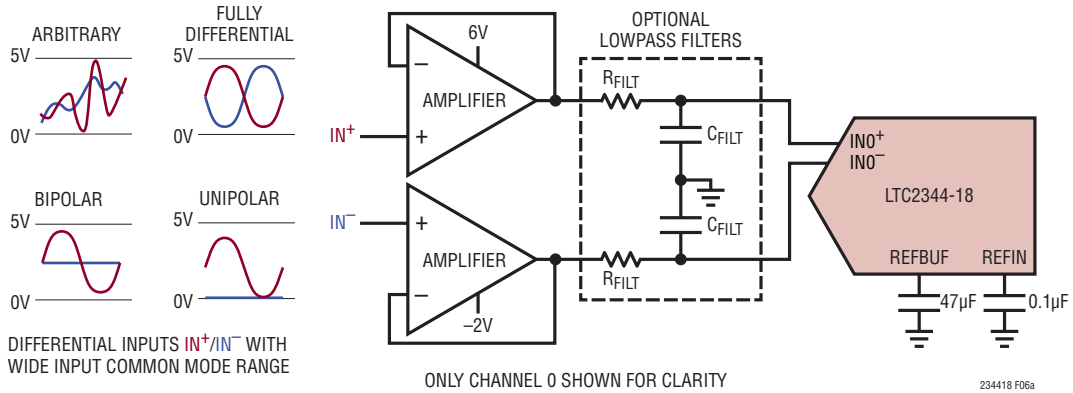 ARBITRARY
5V
0V
FULLY
DIFFERENTIAL
5V
0V
BIPOLAR
5V
0V
UNIPOLAR
5V
0V
DIFFERENTIAL INPUTS IN+/IN– WITH
WIDE INPUT COMMON MODE RANGE
IN+
IN–
6V
–
AMPLIFIER
+
+
AMPLIFIER
–
–2V
OPTIONAL
LOWPASS FILTERS
RFILT
CFILT
CFILT
RFILT
IN0+
IN0–
LTC2344-18
REFBUF
REFIN
47µF
0.1µF
ONLY CHANNEL 0 SHOWN FOR CLARITY
234418 F06a